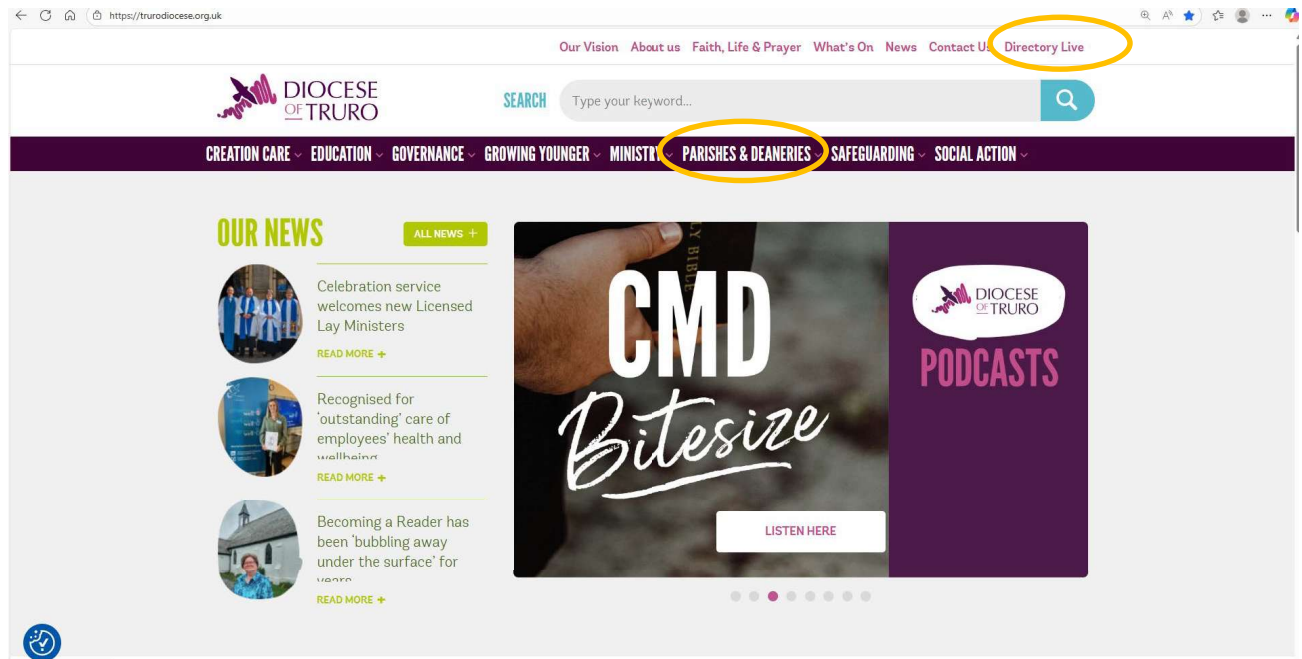 https://trurodiocese.org.uk
Our Vision About us Faith, Life & Prayer What's On News Contact Us Directory Live
DIOCESE
OF TRURO
SEARCH Type your keyword...
CREATION CARE EDUCATION GOVERNANCE GROWING YOUNGER MINISTRY PARISHES & DEANERIES SAFEGUARDING SOCIAL ACTION
OUR NEWS
ALL NEWS +
Celebration service
welcomes new Licensed
Lay Ministers
READ MORE +
Recognised for
'outstanding' care of
employees' health and
wellbeing
READ MORE +
Becoming a Reader has
been 'bubbling away
under the surface' for
years
READ MORE +
LY BIBLE
CMD
Bitesize
LISTEN HERE
DIOCESE
OF TRURO
PODCASTS